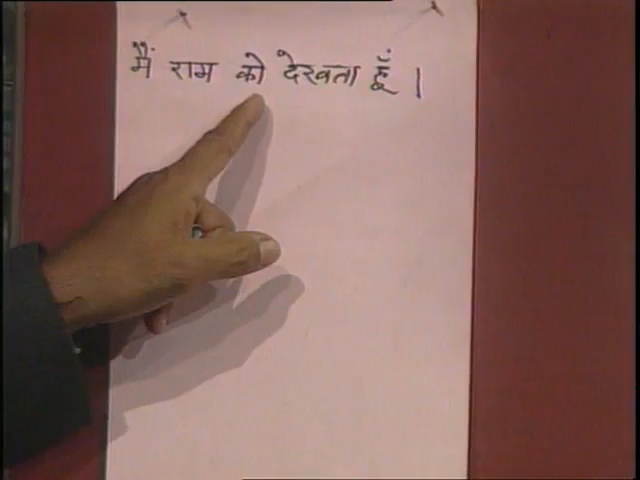 मैं राम को देखता हूँ ।